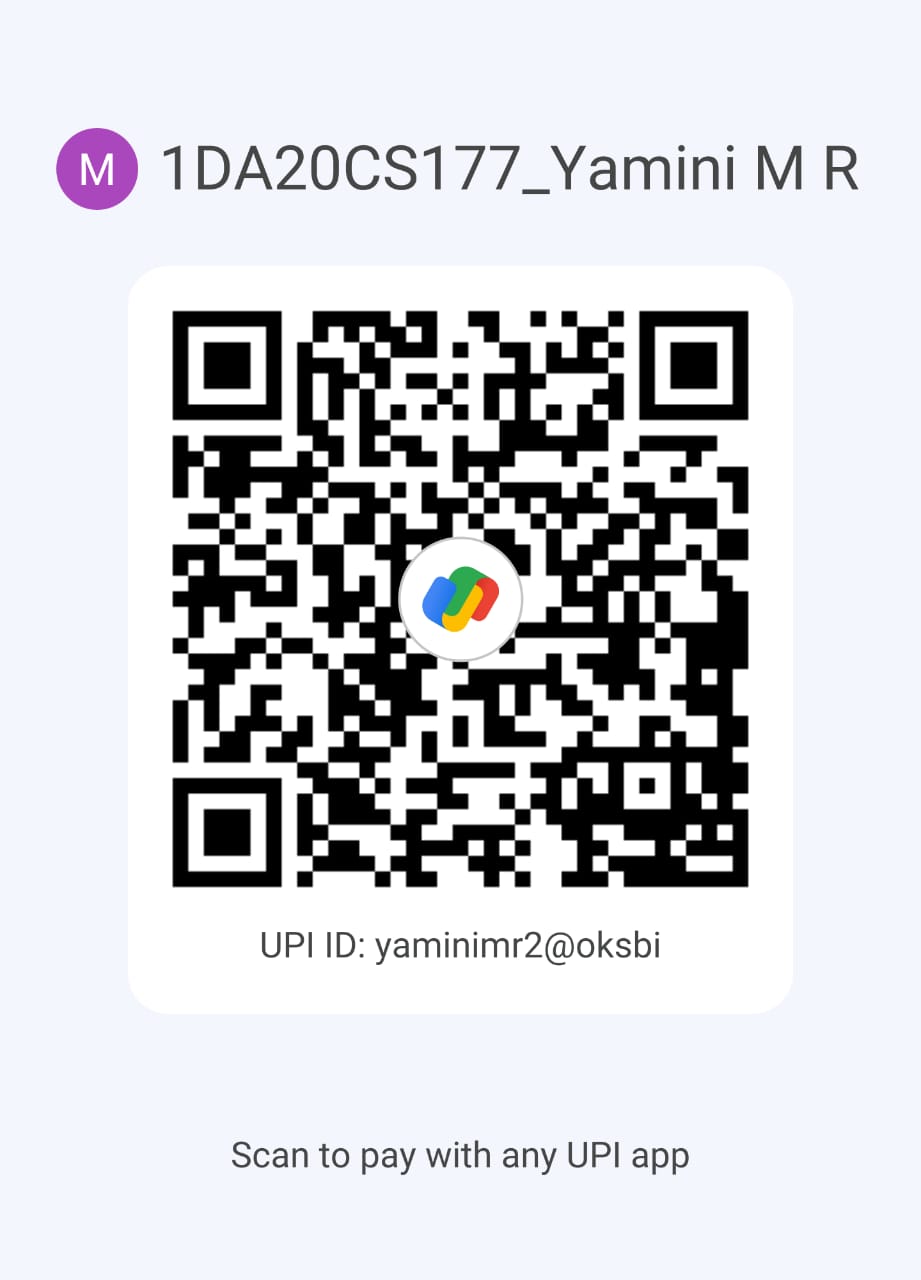 M
1DA20CS177_Yamini M R
UPI ID: yaminimr2@oksbi
Scan to pay with any UPI app